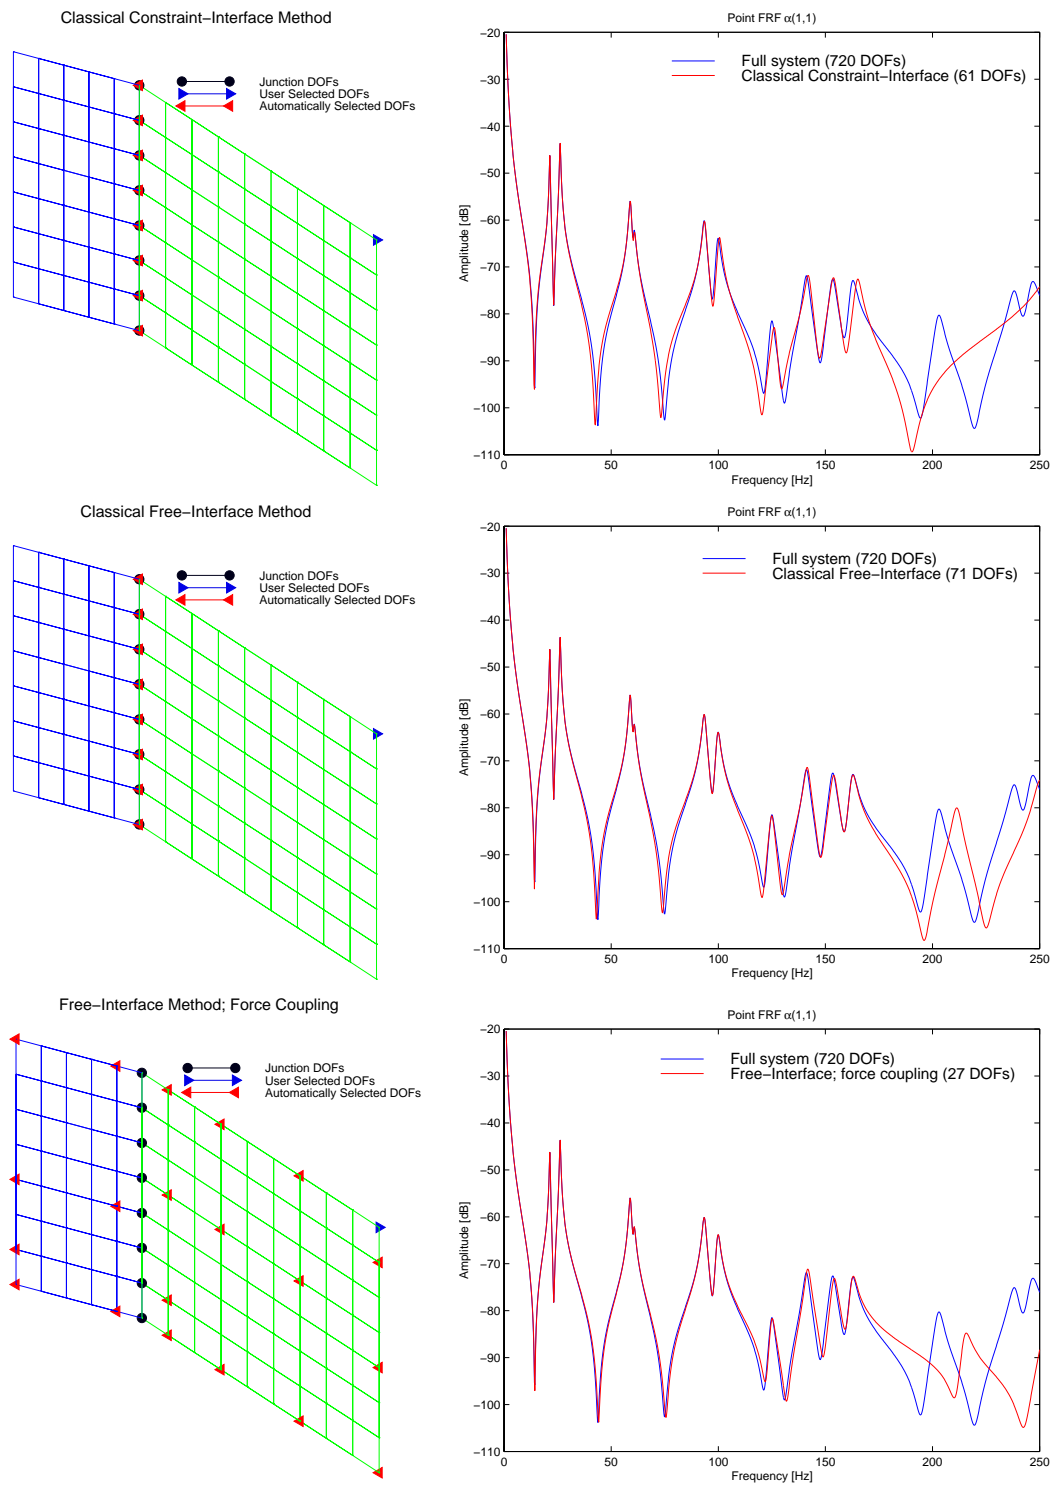 Classical Constraint−Interface Method
Junction DOFs
User Selected DOFs
Automatically Selected DOFs
Point FRF α(1,1)
Full system (720 DOFs)
Classical Constraint−Interface (61 DOFs)
Amplitude [dB]
−20
−30
−40
−50
−60
−70
−80
−90
−100
−110
0
50
100
150
200
250
Frequency [Hz]
Classical Free−Interface Method
Junction DOFs
User Selected DOFs
Automatically Selected DOFs
Point FRF α(1,1)
Full system (720 DOFs)
Classical Free−Interface (71 DOFs)
Amplitude [dB]
−20
−30
−40
−50
−60
−70
−80
−90
−100
−110
0
50
100
150
200
250
Frequency [Hz]
Free−Interface Method; Force Coupling
Junction DOFs
User Selected DOFs
Automatically Selected DOFs
Point FRF α(1,1)
Full system (720 DOFs)
Free−Interface; force coupling (27 DOFs)
Amplitude [dB]
−20
−30
−40
−50
−60
−70
−80
−90
−100
−110
0
50
100
150
200
250
Frequency [Hz]